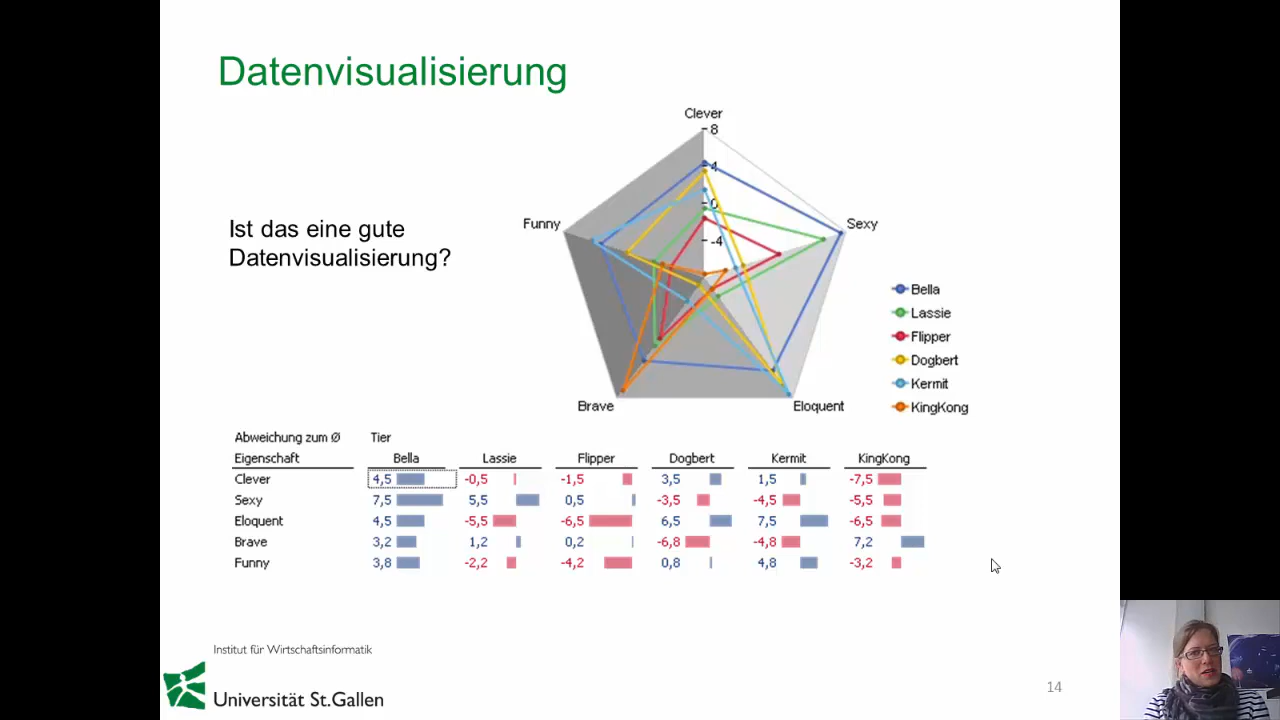 Datenvisualisierung
Ist das eine gute
Datenvisualisierung?
Clever
8
4
0
-4
Funny
Sexy
Brave
Eloquent
Bella
Lassie
Flipper
Dogbert
Kermit
KingKong
Abweichung zum Ø Tier
Eigenschaft Bella Lassie Flipper Dogbert Kermit KingKong
Clever 4,5 -0,5 -1,5 3,5 1,5 -7,5
Sexy 7,5 5,5 0,5 -3,5 -4,5 -5,5
Eloquent 4,5 -5,5 -6,5 6,5 7,5 -6,5
Brave 3,2 1,2 0,2 -6,8 -4,8 7,2
Funny 3,8 -2,2 -4,2 0,8 4,8 -3,2
Institut für Wirtschaftsinformatik
Universität St.Gallen
14